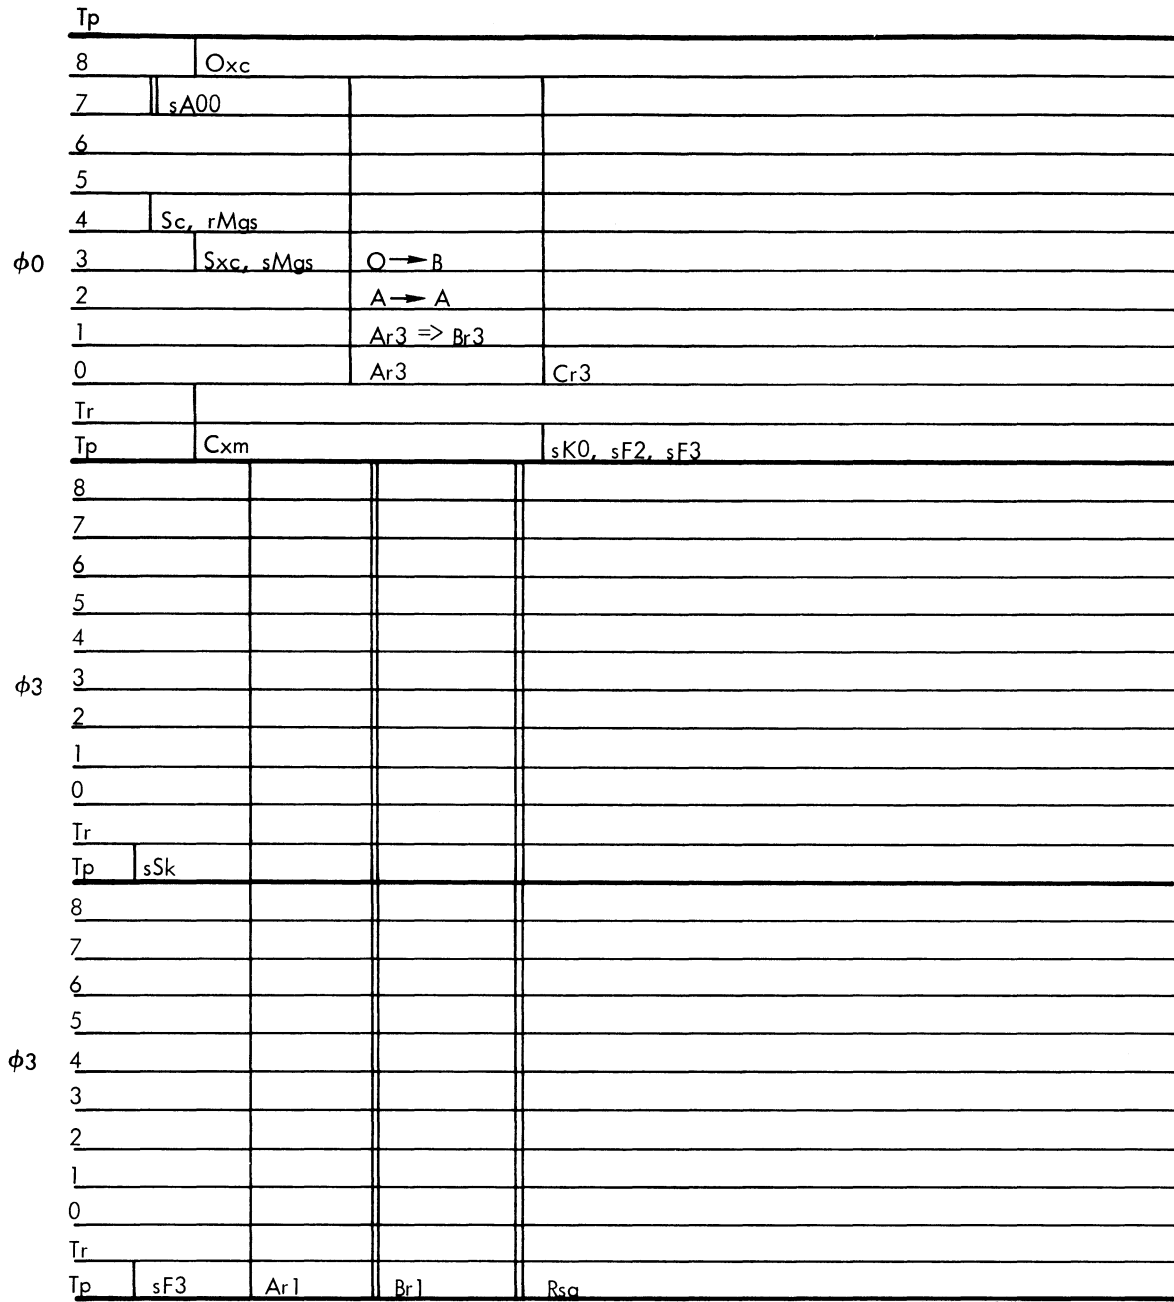 Tp
8 Oxc
7 sA00
6
5
4 Sc, rMgs
φ0 3 Sxc, sMgs O → B
2 A → A
1 Ar3 => Br3
0 Ar3 Cr3
Tr
Tp Cxm sK0, sF2, sF3
8
7
6
5
4
φ3 3
2
1
0
Tr
Tp sSk
8
7
6
5
φ3 4
3
2
1
0
Tr
Tp sF3 Ar1 Br1 Rsa